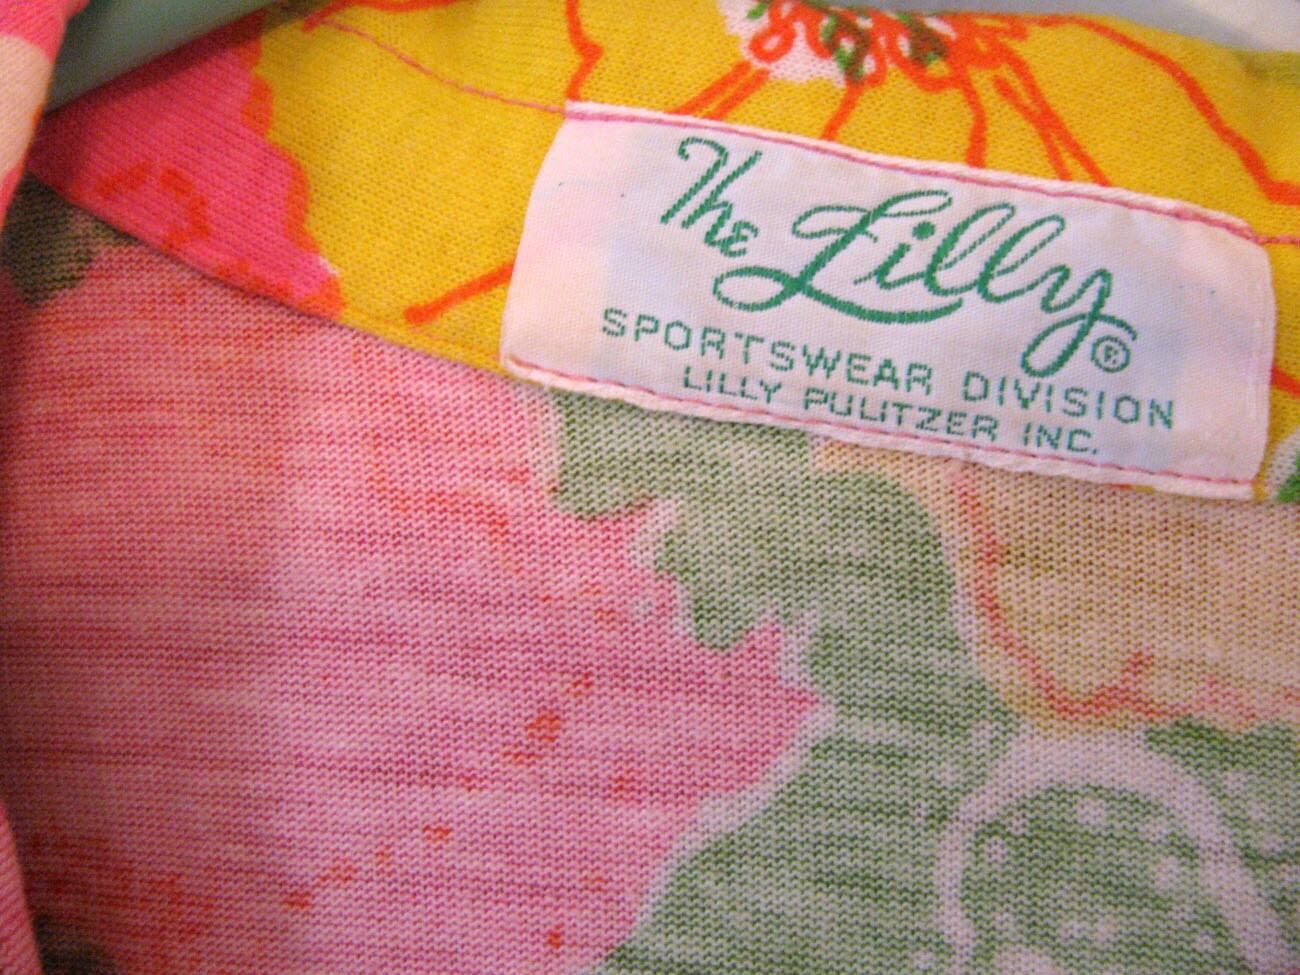 The Lilly®
SPORTSWEAR DIVISION
LILLY PULITZER INC.